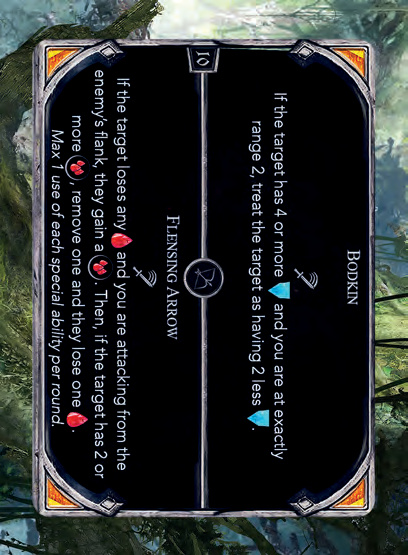 BODKIN
If the target has 4 or more and you are at exactly
range 2, treat the target as having 2 less .
10
FLENSING ARROW
If the target loses any and you are attacking from the
enemy's flank, they gain a . Then, if the target has 2 or
more , remove one and they lose one .
Max 1 use of each special ability per round.